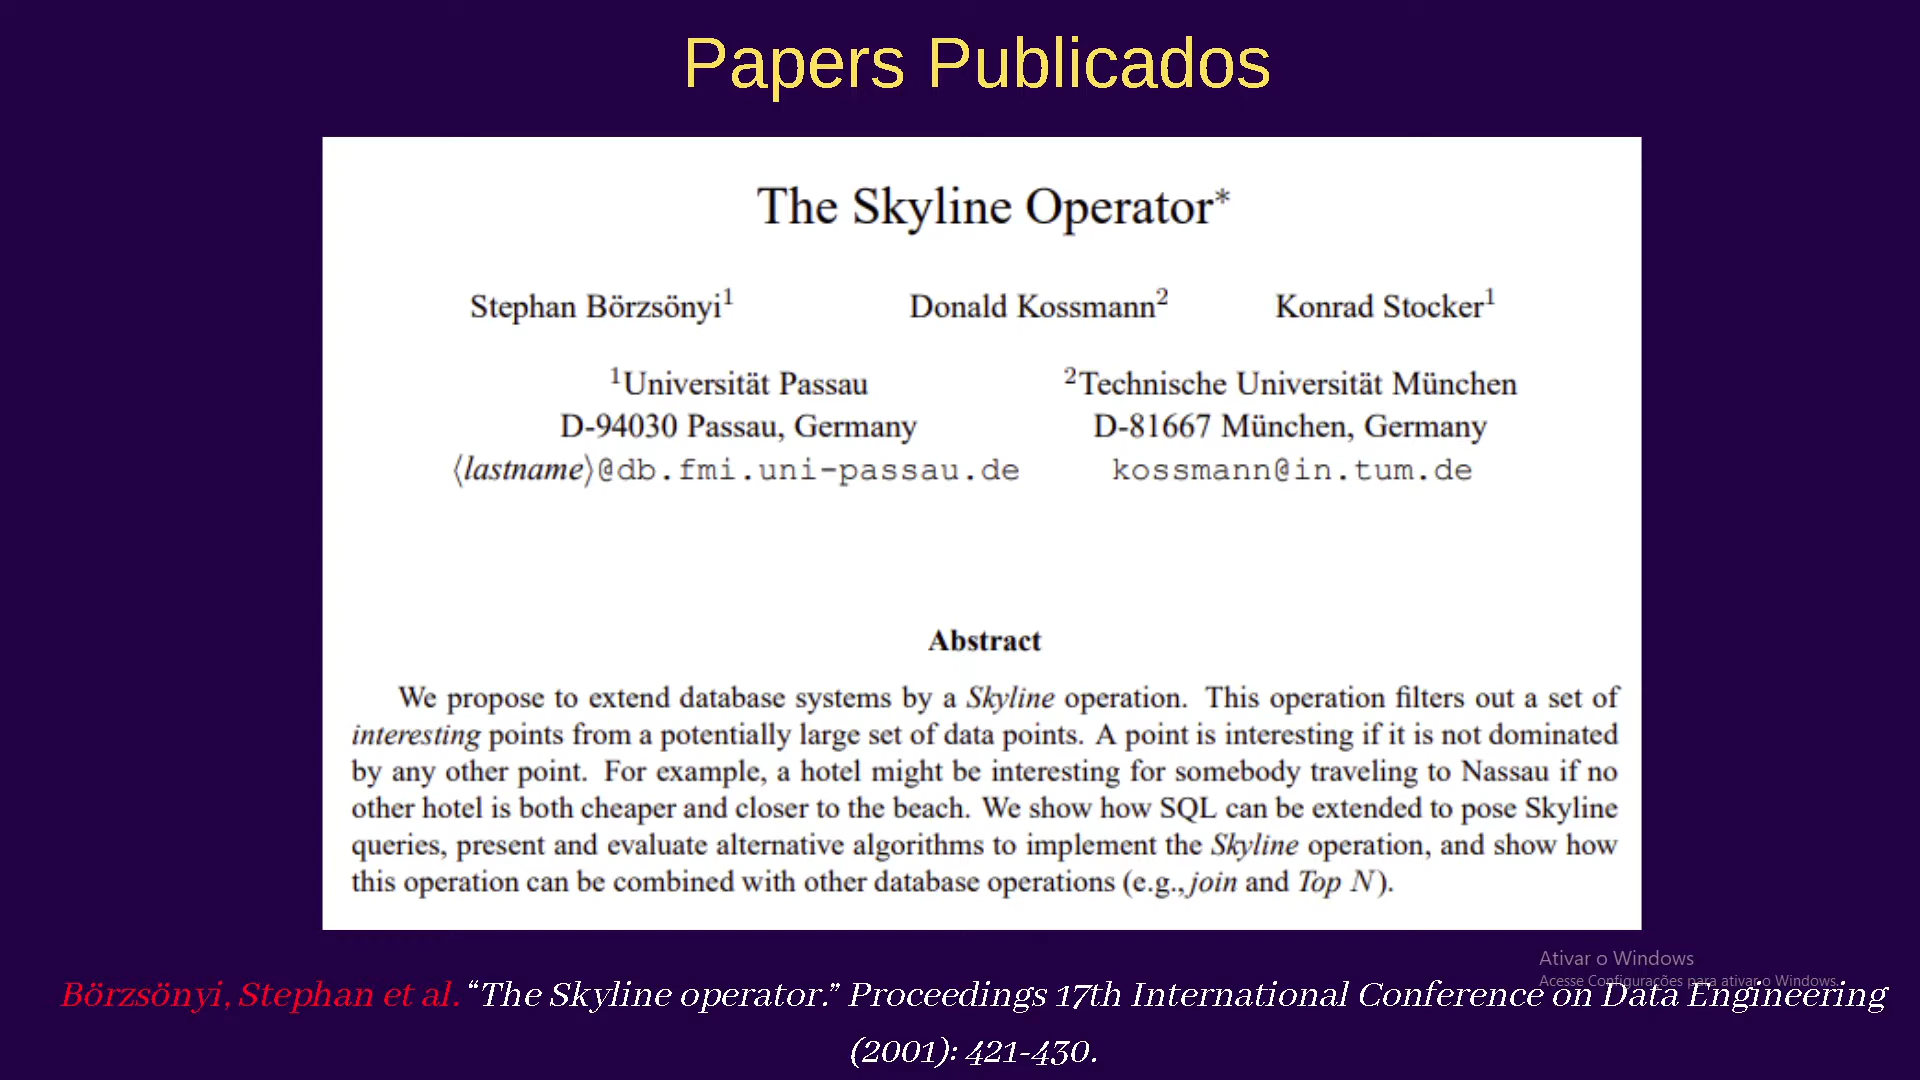 Papers Publicados
The Skyline Operator*
Stephan Börzsönyi¹ Donald Kossmann² Konrad Stocker¹
¹Universität Passau
D-94030 Passau, Germany
⟨lastname⟩@db.fmi.uni-passau.de
²Technische Universität München
D-81667 München, Germany
kossmann@in.tum.de
Abstract
We propose to extend database systems by a Skyline operation. This operation filters out a set of
interesting points from a potentially large set of data points. A point is interesting if it is not dominated
by any other point. For example, a hotel might be interesting for somebody traveling to Nassau if no
other hotel is both cheaper and closer to the beach. We show how SQL can be extended to pose Skyline
queries, present and evaluate alternative algorithms to implement the Skyline operation, and show how
this operation can be combined with other database operations (e.g., join and Top N).
Ativar o Windows
Acesse Configurações para ativar o Windows.
Börzsönyi, Stephan et al. “The Skyline operator.” Proceedings 17th International Conference on Data Engineering
(2001): 421-430.